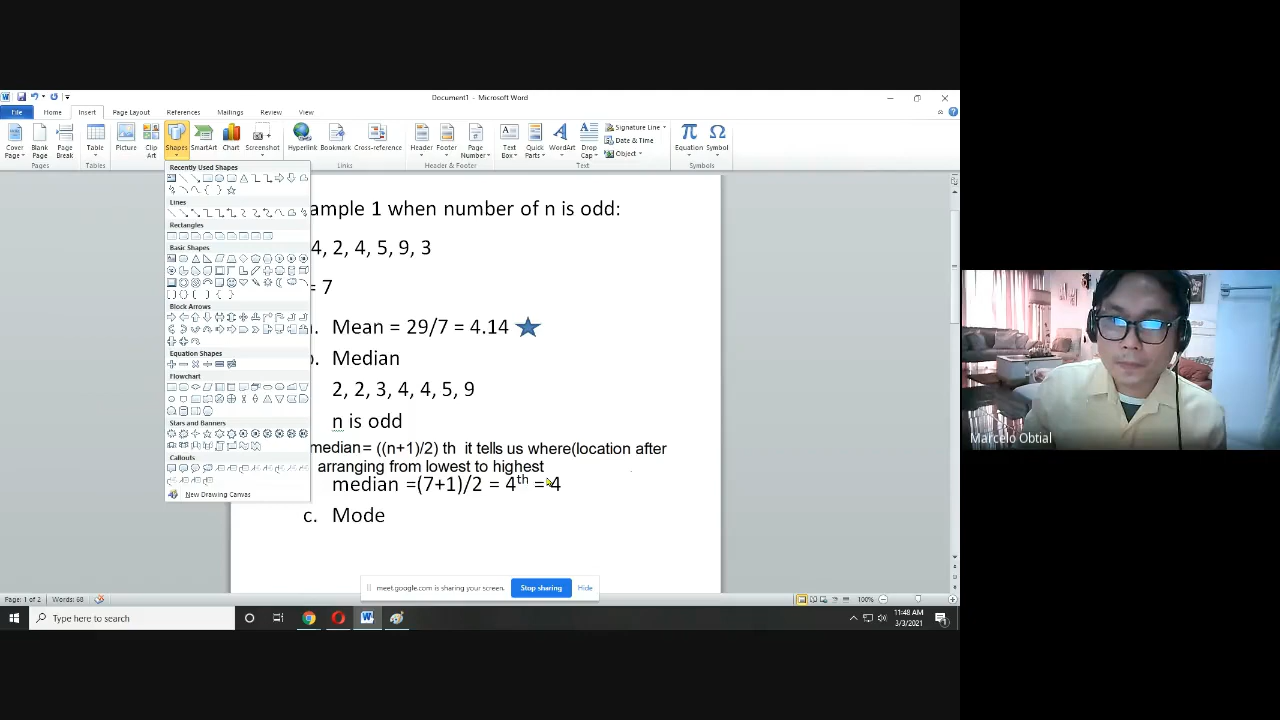 Document1 - Microsoft Word
File Home Insert Page Layout References Mailings Review View
Cover Page Blank Page Page Break Table Picture Clip Art Shapes SmartArt Chart Screenshot Hyperlink Bookmark Cross-reference Header Footer Page Number Text Box Quick Parts WordArt Drop Cap Signature Line Date & Time Object Equation Symbol
Pages Tables Links Header & Footer Text Symbols
Recently Used Shapes
Lines
Rectangles
Basic Shapes
Block Arrows
Equation Shapes
Flowchart
Stars and Banners
Callouts
New Drawing Canvas
ample 1 when number of n is odd:
4, 2, 4, 5, 9, 3
= 7
. Mean = 29/7 = 4.14
. Median
2, 2, 3, 4, 4, 5, 9
n is odd
median = ((n+1)/2) th it tells us where(location after
arranging from lowest to highest
median =(7+1)/2 = 4th = 4
c. Mode
meet.google.com is sharing your screen. Stop sharing Hide
Page: 1 of 2 Words: 68 100%
Type here to search
11:48 AM
3/3/2021
Marcelo Obtial